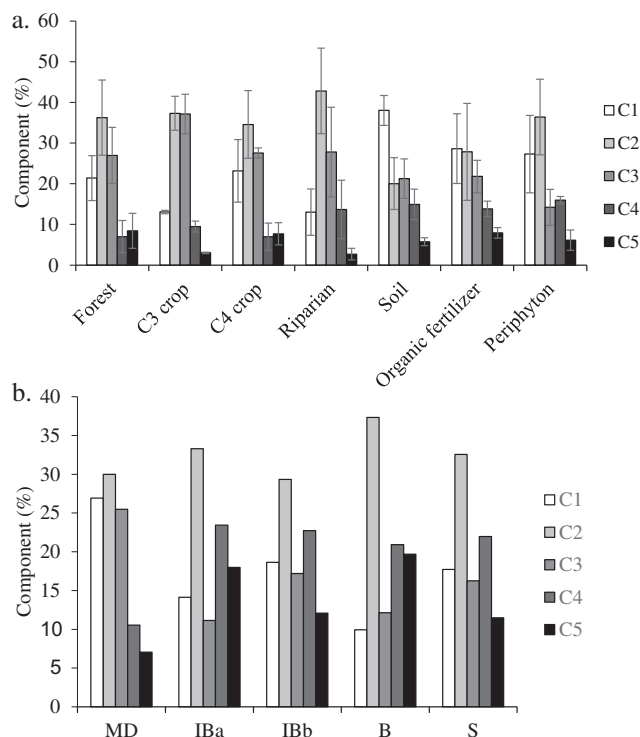 a.
Component (%)
60
50
40
30
20
10
0
Forest
C3 crop
C4 crop
Riparian
Soil
Organic fertilizer
Periphyton
C1
C2
C3
C4
C5
b.
Component (%)
40
35
30
25
20
15
10
5
0
MD
IBa
IBb
B
S
C1
C2
C3
C4
C5